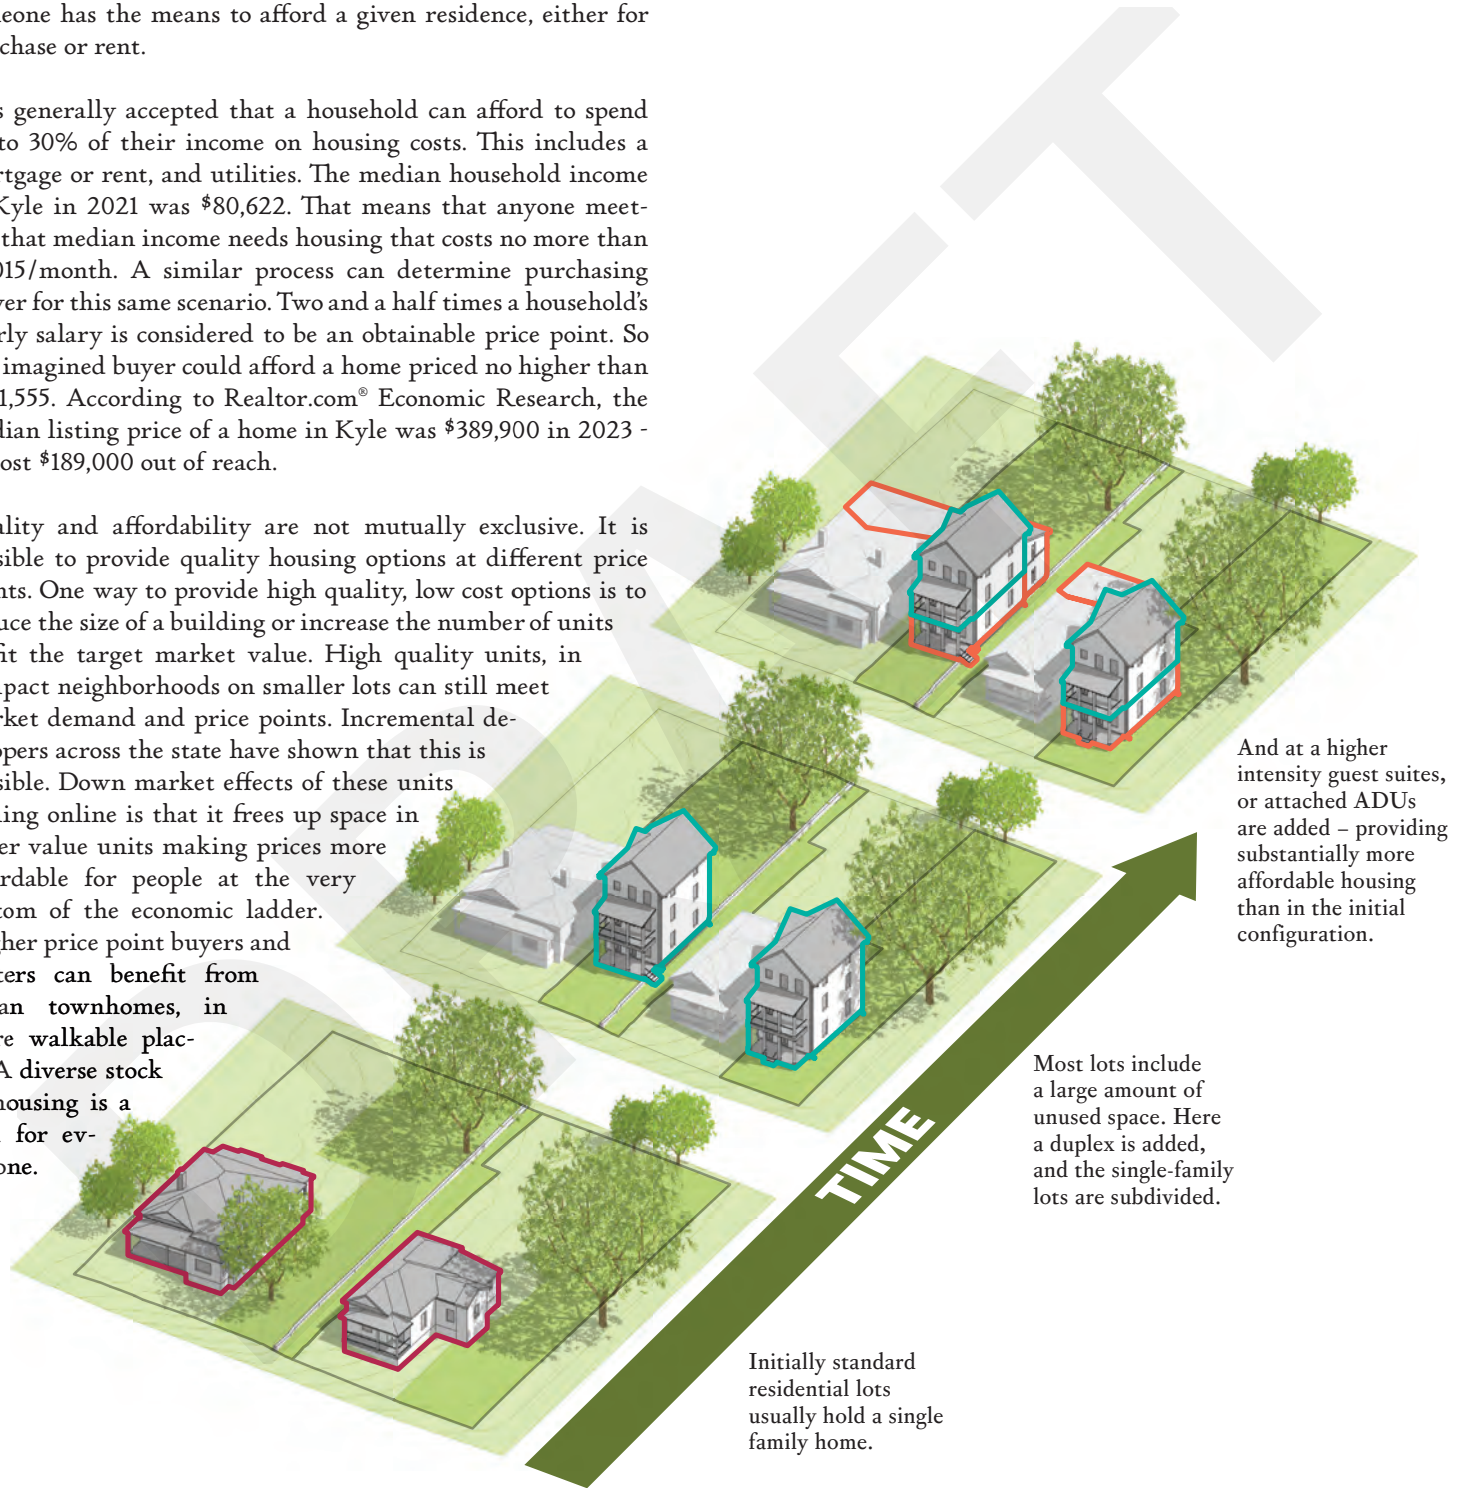 eone has the means to afford a given residence, either for
chase or rent.
s generally accepted that a household can afford to spend
to 30% of their income on housing costs. This includes a
rtgage or rent, and utilities. The median household income
Kyle in 2021 was $80,622. That means that anyone meet-
that median income needs housing that costs no more than
015/month. A similar process can determine purchasing
ver for this same scenario. Two and a half times a household's
rly salary is considered to be an obtainable price point. So
imagined buyer could afford a home priced no higher than
1,555. According to Realtor.com® Economic Research, the
dian listing price of a home in Kyle was $389,900 in 2023 -
ost $189,000 out of reach.
ality and affordability are not mutually exclusive. It is
sible to provide quality housing options at different price
nts. One way to provide high quality, low cost options is to
uce the size of a building or increase the number of units
fit the target market value. High quality units, in
npact neighborhoods on smaller lots can still meet
rket demand and price points. Incremental de-
opers across the state have shown that this is
sible. Down market effects of these units
ing online is that it frees up space in
er value units making prices more
rdable for people at the very
tom of the economic ladder.
gher price point buyers and
ters can benefit from
an townhomes, in
re walkable plac-
A diverse stock
housing is a
for ev-
one.
And at a higher
intensity guest suites,
or attached ADUs
are added – providing
substantially more
affordable housing
than in the initial
configuration.
Most lots include
a large amount of
unused space. Here
a duplex is added,
and the single-family
lots are subdivided.
TIME
Initially standard
residential lots
usually hold a single
family home.
DRAFT